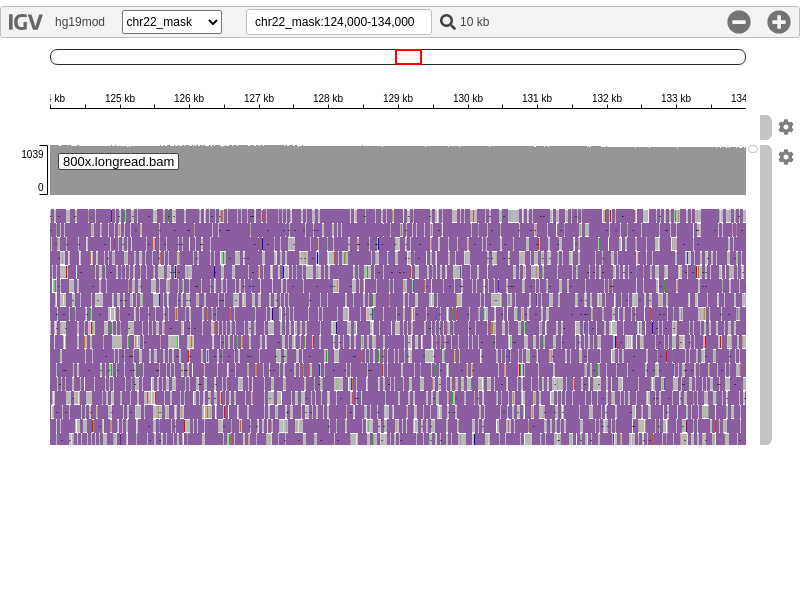 IGV hg19mod chr22_mask chr22_mask:124,000-134,000 10 kb
kb 125 kb 126 kb 127 kb 128 kb 129 kb 130 kb 131 kb 132 kb 133 kb 134
1039 800x.longread.bam
0